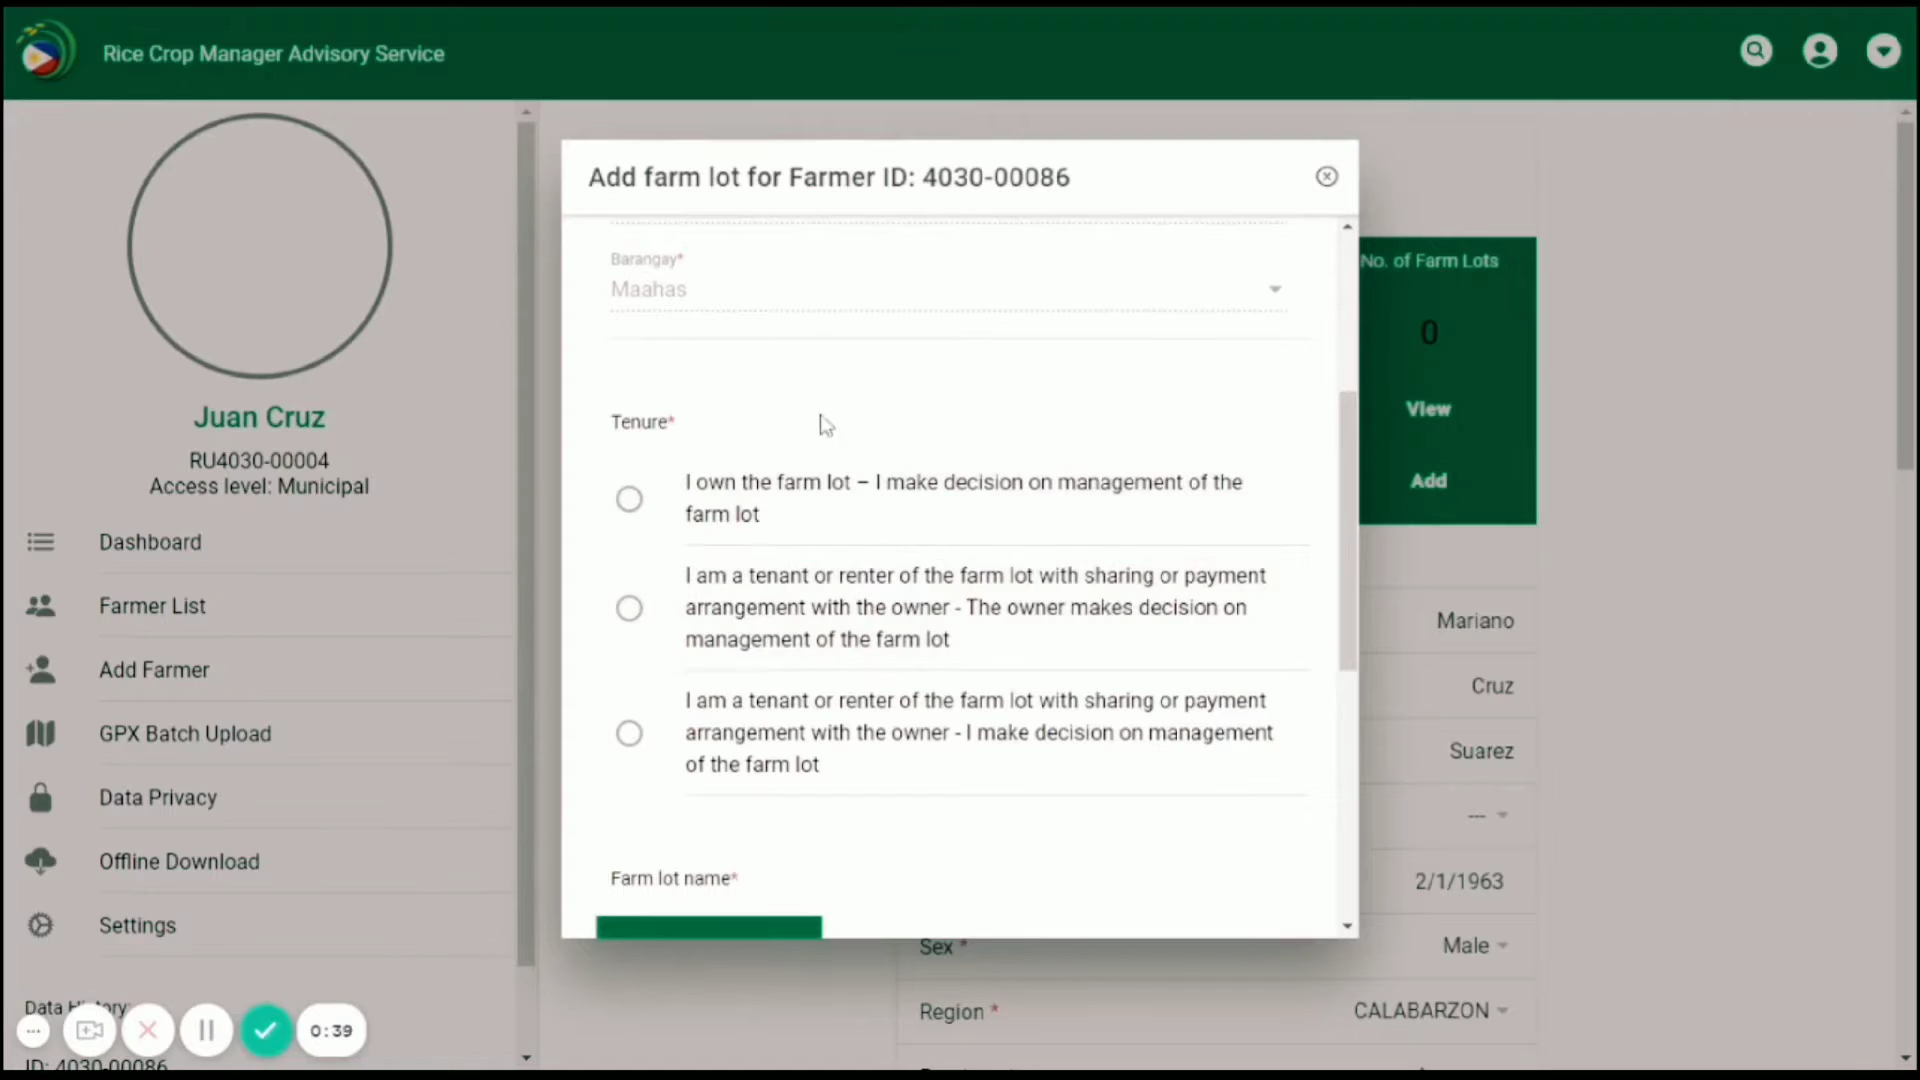 Rice Crop Manager Advisory Service
Juan Cruz
RU4030-00004
Access level: Municipal
Dashboard
Farmer List
Add Farmer
GPX Batch Upload
Data Privacy
Offline Download
Settings
Data History:
ID: 4030-00086
0:39
Add farm lot for Farmer ID: 4030-00086
Barangay*
Maahas
Tenure*
I own the farm lot – I make decision on management of the
farm lot
I am a tenant or renter of the farm lot with sharing or payment
arrangement with the owner - The owner makes decision on
management of the farm lot
I am a tenant or renter of the farm lot with sharing or payment
arrangement with the owner - I make decision on management
of the farm lot
Farm lot name*
No. of Farm Lots
0
View
Add
Mariano
Cruz
Suarez
---
2/1/1963
Sex * Male
Region * CALABARZON